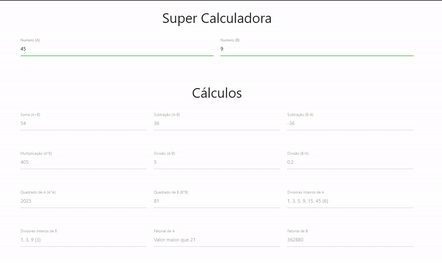 Super Calculadora
Numero (A) Numero (B)
45 9
Cálculos
Soma (A+B) Subtração (A-B) Subtração (B-A)
54 36 -36
Multiplicação (A*B) Divisão (A/B) Divisão (B/A)
405 5 0.2
Quadrado de A (A*A) Quadrado de B (B*B) Divisores Inteiros de A
2025 81 1, 3, 5, 9, 15, 45 (6)
Divisores Inteiros de B Fatorial de A Fatorial de B
1, 3, 9 (3) Valor maior que 21 362880